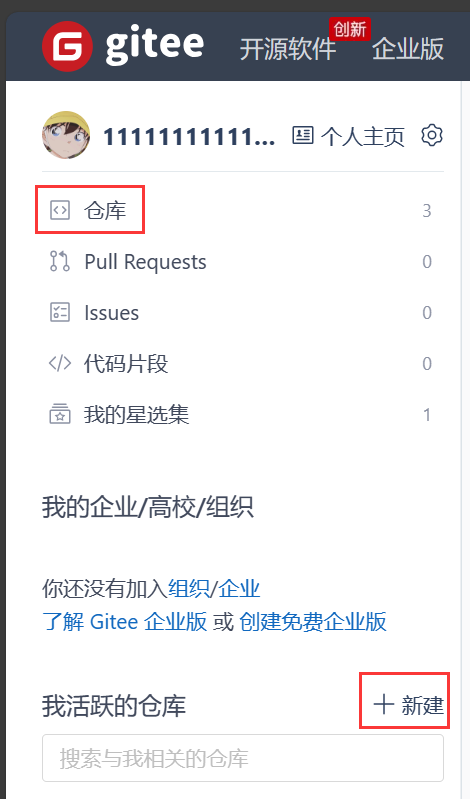 gitee 开源软件 创新 企业版
11111111111... 个人主页
仓库 3
Pull Requests 0
Issues 0
代码片段 0
我的星选集 1
我的企业/高校/组织
你还没有加入组织/企业
了解 Gitee 企业版 或 创建免费企业版
我活跃的仓库 + 新建
搜索与我相关的仓库